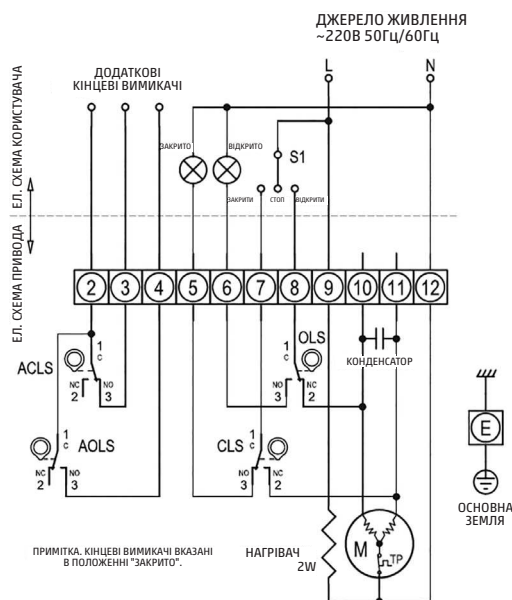 ДЖЕРЕЛО ЖИВЛЕННЯ
~220В 50Гц/60Гц
L
N
ДОДАТКОВІ
КІНЦЕВІ ВИМИКАЧІ
ЕЛ. СХЕМА КОРИСТУВАЧА
ЗАКРИТО
ВІДКРИТО
S1
ЗАКРИТИ
СТОП
ВІДКРИТИ
ЕЛ. СХЕМА ПРИВОДА
2 3 4 5 6 7 8 9 10 11 12
1
C
OLS
КОНДЕНСАТОР
NC
2
NO
3
1
C
ACLS
NC
2
NO
3
1
C
AOLS
NC
2
NO
3
1
C
CLS
NC
2
NO
3
E
ОСНОВНА
ЗЕМЛЯ
M
TP
НАГРІВАЧ
2W
ПРИМІТКА. КІНЦЕВІ ВИМИКАЧІ ВКАЗАНІ
В ПОЛОЖЕННІ "ЗАКРИТО".